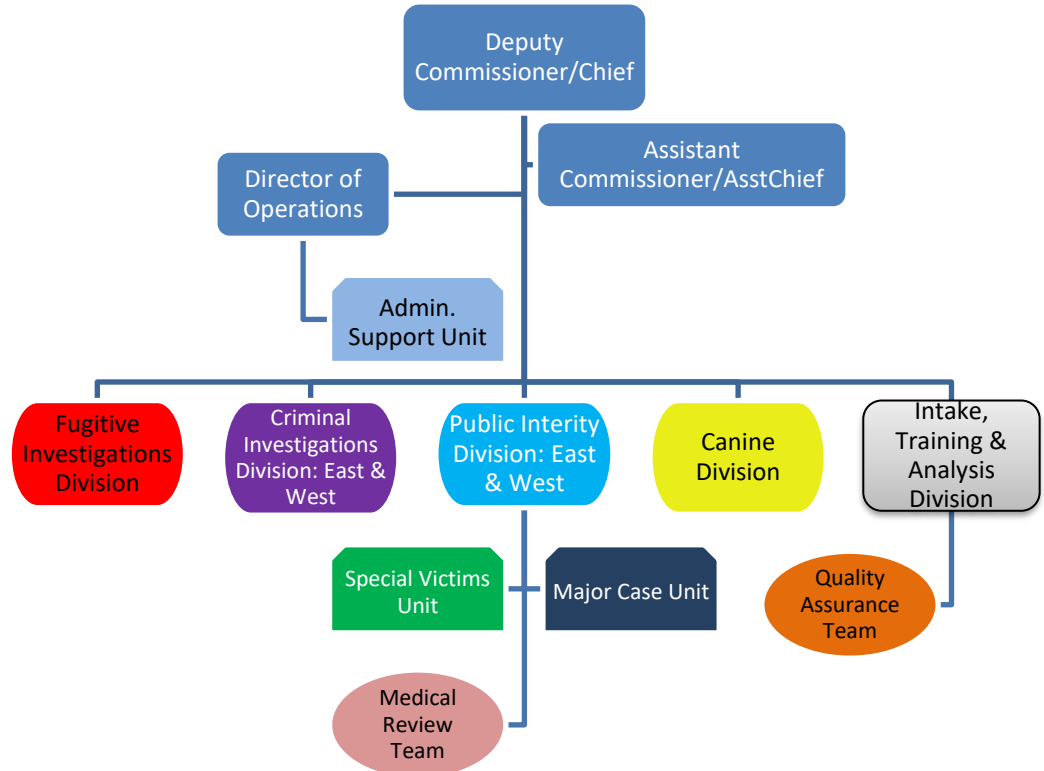 Deputy
Commissioner/Chief
Assistant
Commissioner/AsstChief
Director of
Operations
Admin.
Support Unit
Fugitive
Investigations
Division
Criminal
Investigations
Division: East &
West
Public Interity
Division: East
& West
Canine
Division
Intake,
Training &
Analysis
Division
Special Victims
Unit
Major Case Unit
Quality
Assurance
Team
Medical
Review
Team